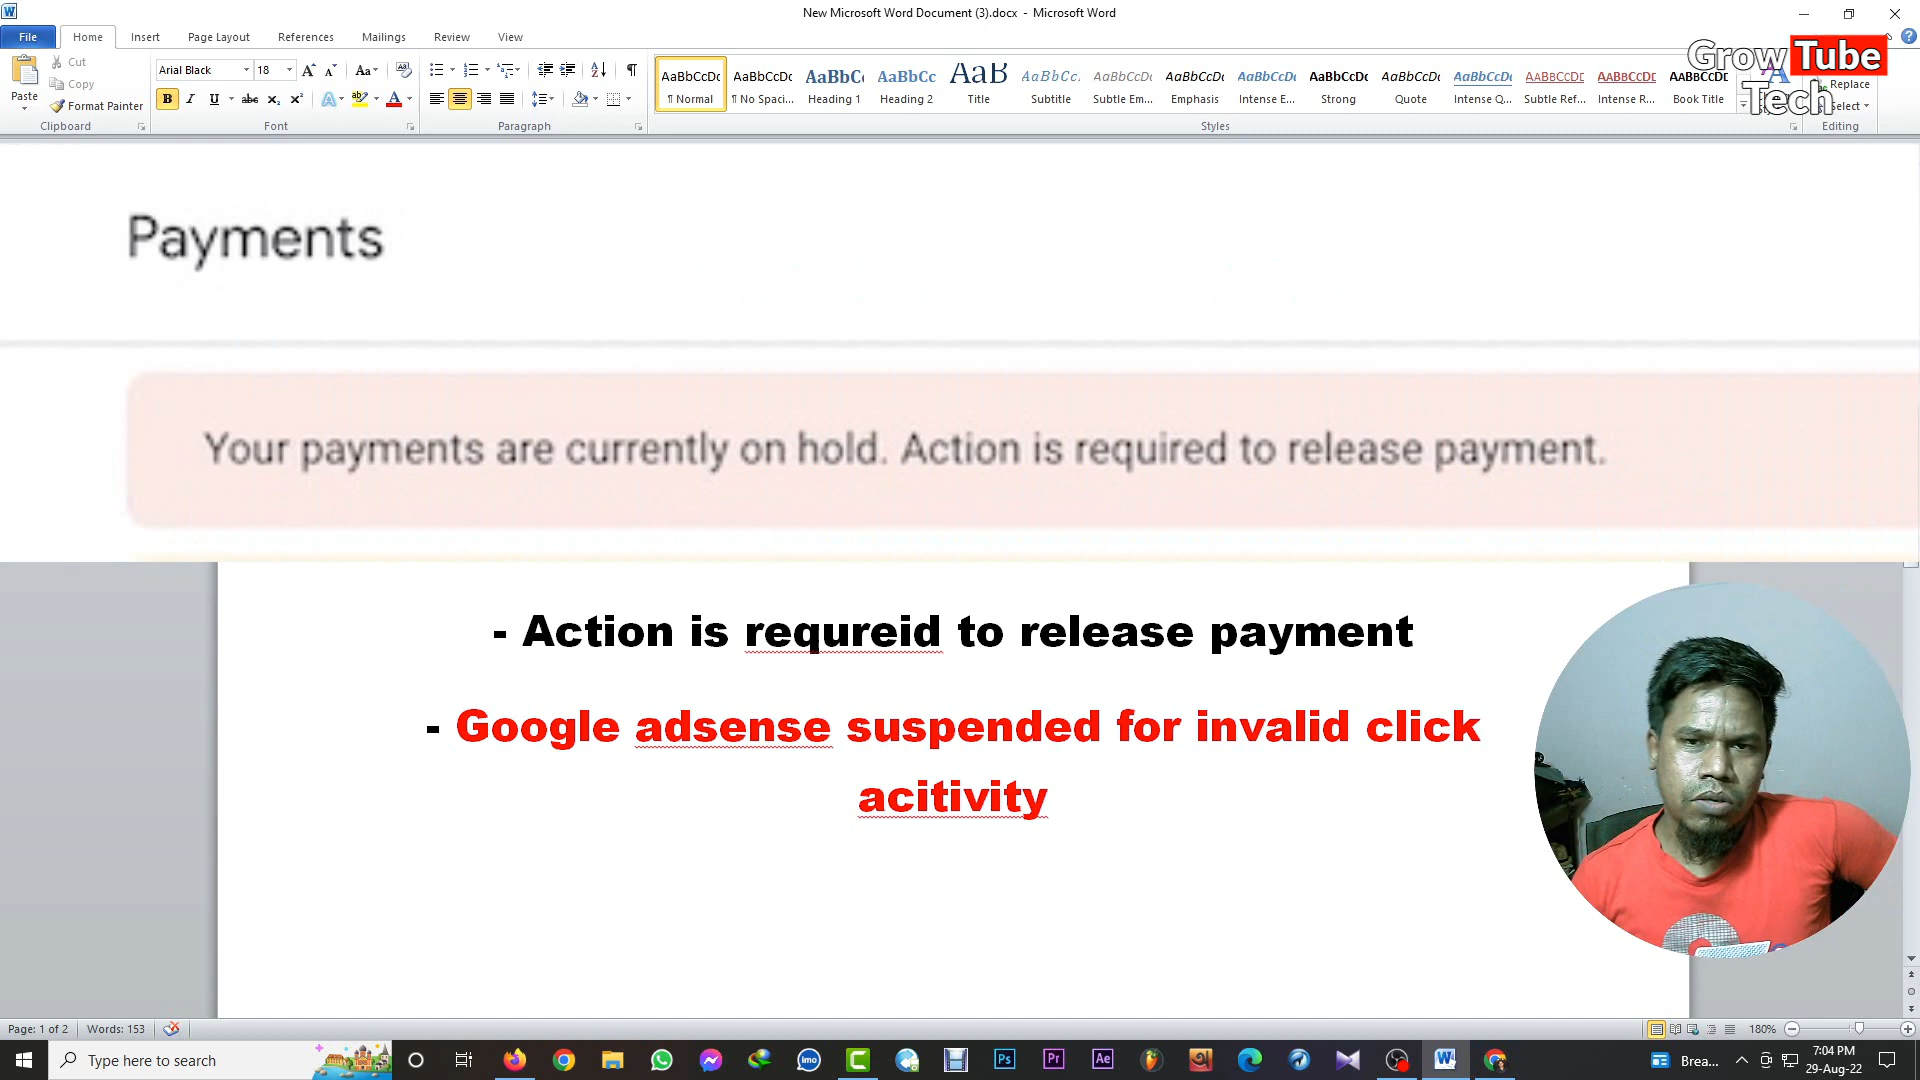 New Microsoft Word Document (3).docx - Microsoft Word
File Home Insert Page Layout References Mailings Review View
Grow Tube
Tech
Paste
Cut
Copy
Format Painter
Clipboard
Arial Black 18
Font
Paragraph
AaBbCcDc AaBbCcDc AaBbC AaBbCc AaB AaBbCc. AaBbCcDc AaBbCcDc AaBbCcDc AaBbCcDc AaBbCcDc AaBbCcDc AABBCCDC AABBCCDC AABBCCDC
¶ Normal ¶ No Spaci... Heading 1 Heading 2 Title Subtitle Subtle Em... Emphasis Intense E... Strong Quote Intense Q... Subtle Ref... Intense R... Book Title
Styles
Replace
Select
Editing
Payments
Your payments are currently on hold. Action is required to release payment.
- Action is requreid to release payment
- Google adsense suspended for invalid click
acitivity
Page: 1 of 2 Words: 153 180%
Type here to search
Brea...
7:04 PM
29-Aug-22